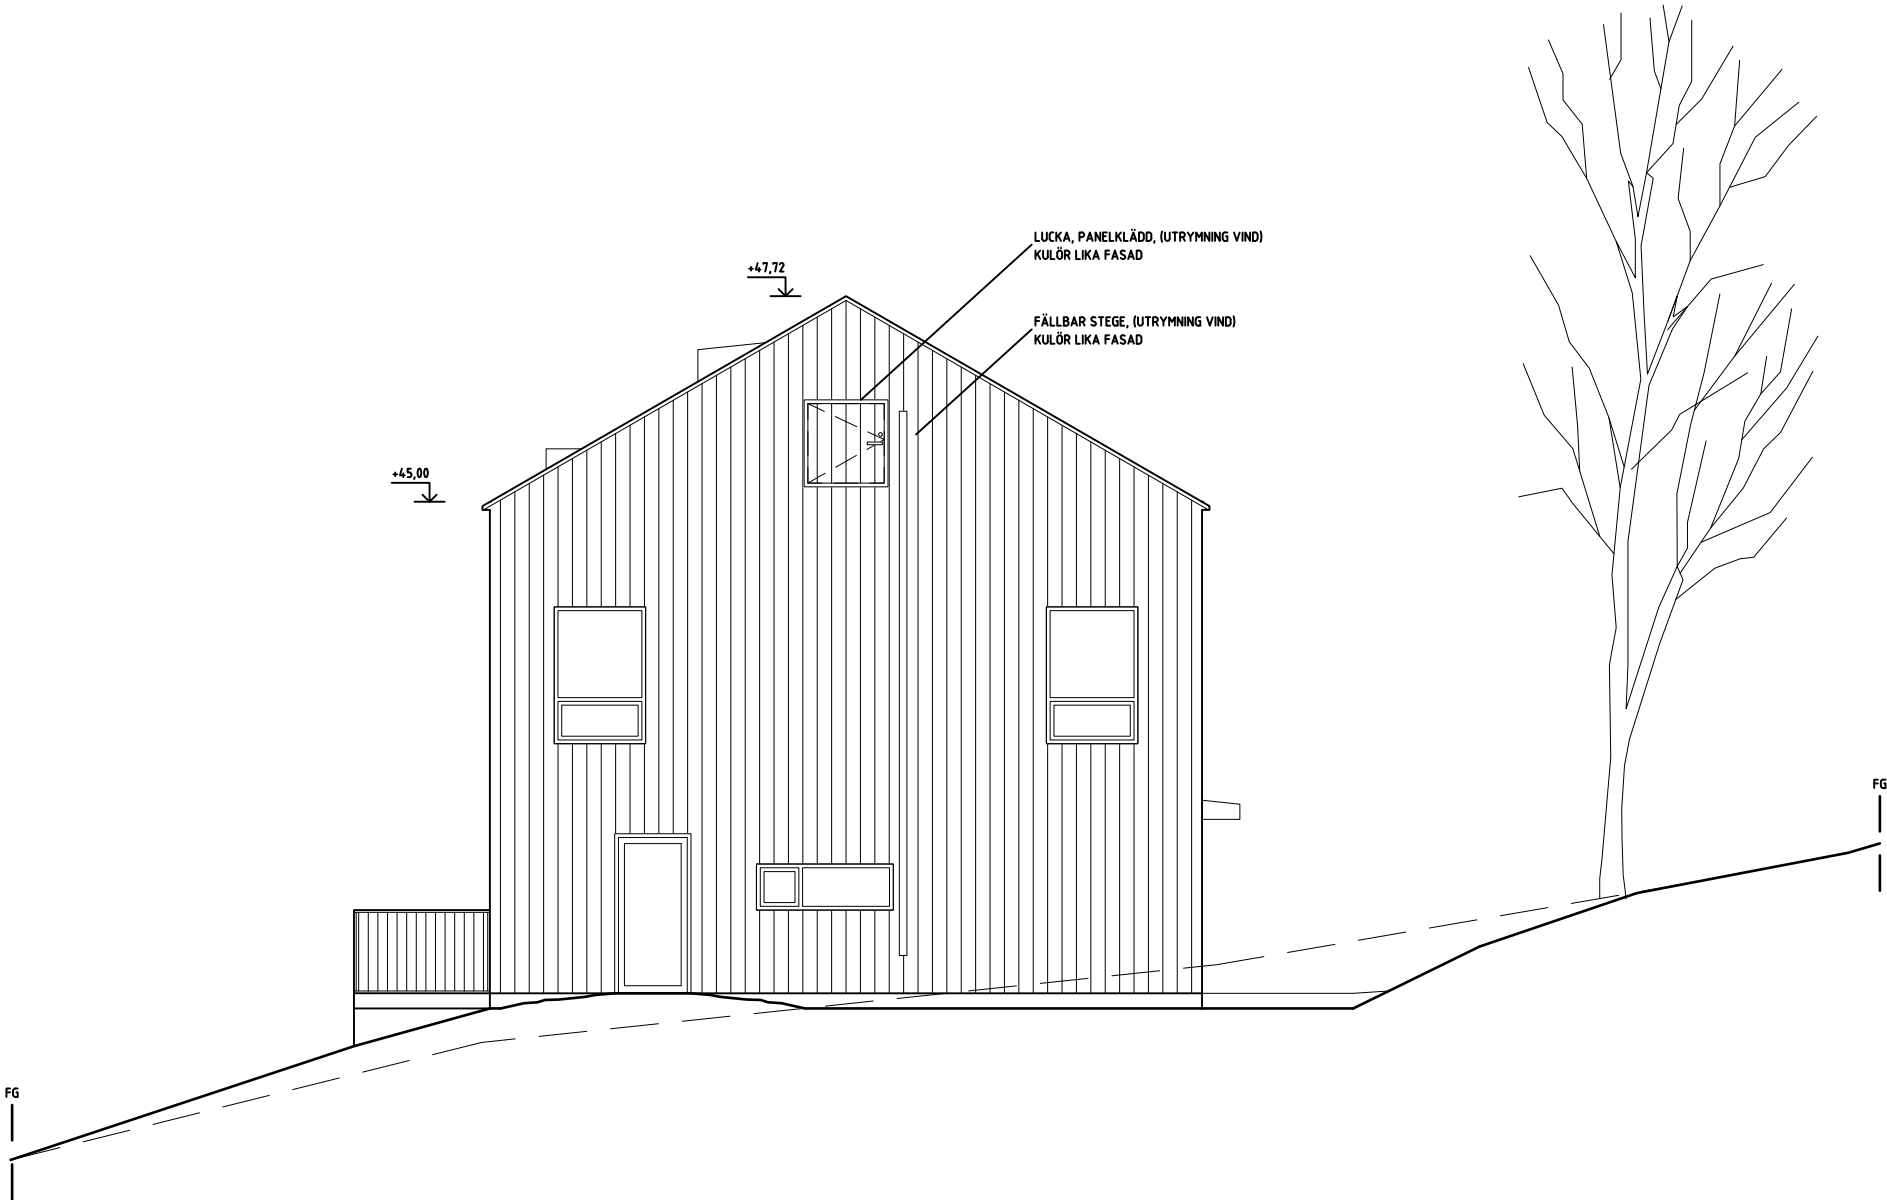 LUCKA, PANELKLÄDD, (UTRYMNING VIND)
KULÖR LIKA FASAD
+47,72
FÄLLBAR STEGE, (UTRYMNING VIND)
KULÖR LIKA FASAD
+45,00
FG
FG